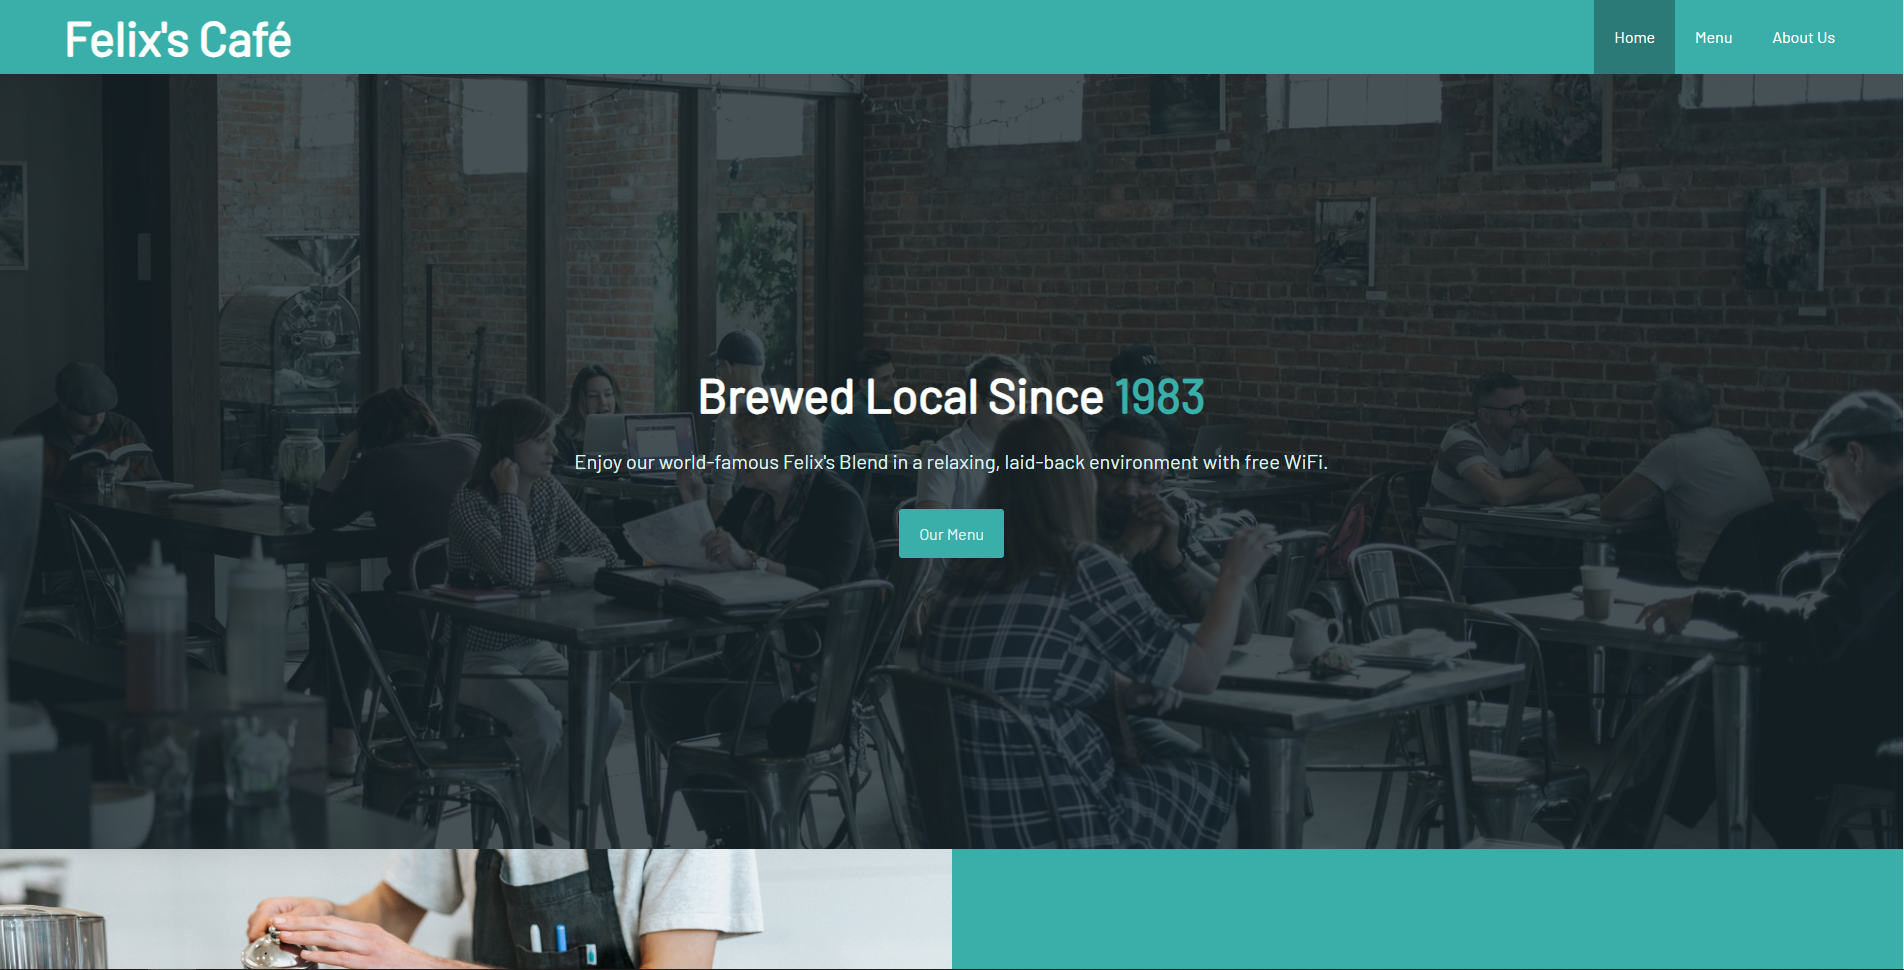 Felix's Café
Home Menu About Us
Brewed Local Since 1983
Enjoy our world-famous Felix's Blend in a relaxing, laid-back environment with free WiFi.
Our Menu